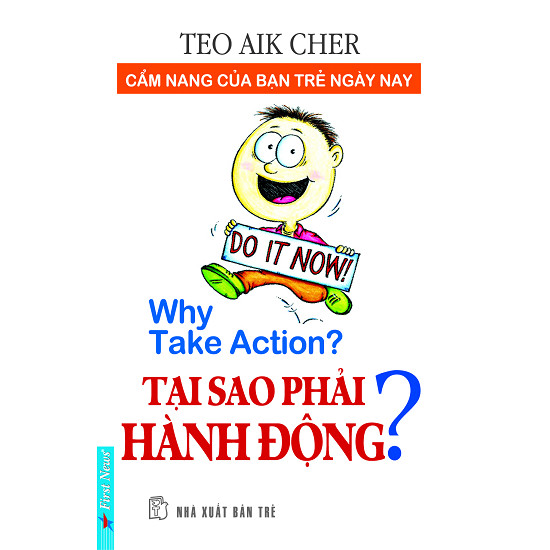 TEO AIK CHER
CẨM NANG CỦA BẠN TRẺ NGÀY NAY
DO IT NOW!
Why
Take Action?
TẠI SAO PHẢI
HÀNH ĐỘNG?
First News
NHÀ XUẤT BẢN TRẺ